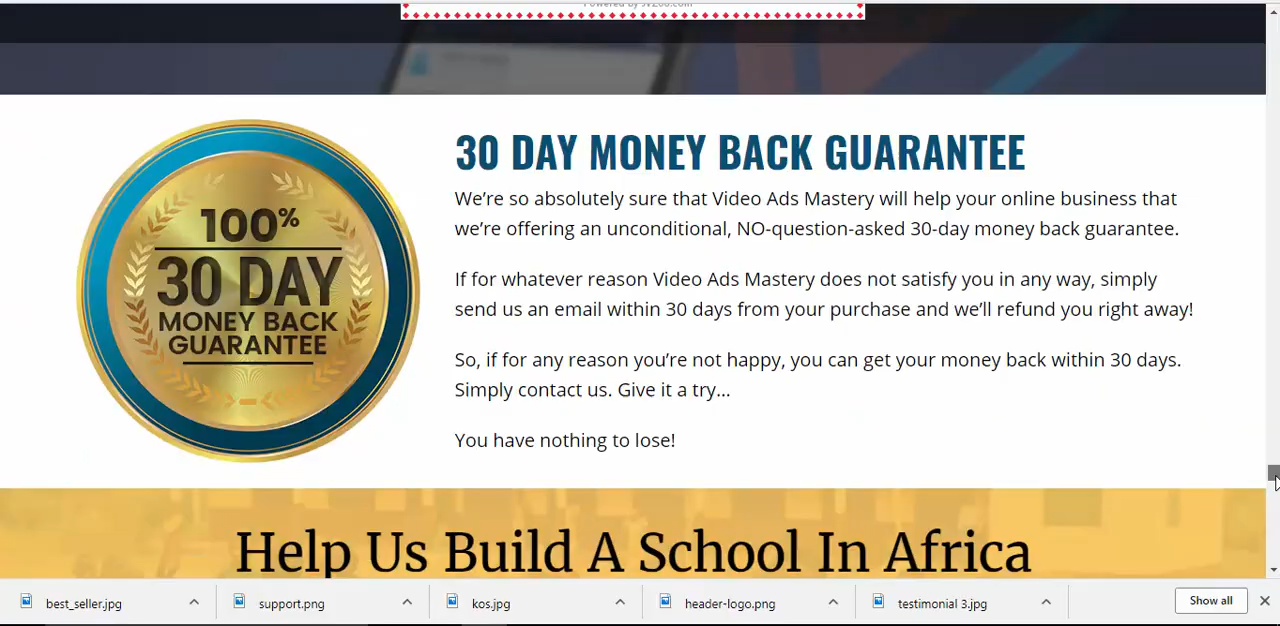 Powered by JVZoo.com
100%
30 DAY
MONEY BACK
GUARANTEE
30 DAY MONEY BACK GUARANTEE
We’re so absolutely sure that Video Ads Mastery will help your online business that
we’re offering an unconditional, NO-question-asked 30-day money back guarantee.
If for whatever reason Video Ads Mastery does not satisfy you in any way, simply
send us an email within 30 days from your purchase and we’ll refund you right away!
So, if for any reason you’re not happy, you can get your money back within 30 days.
Simply contact us. Give it a try...
You have nothing to lose!
Help Us Build A School In Africa
best_seller.jpg
support.png
kos.jpg
header-logo.png
testimonial 3.jpg
Show all